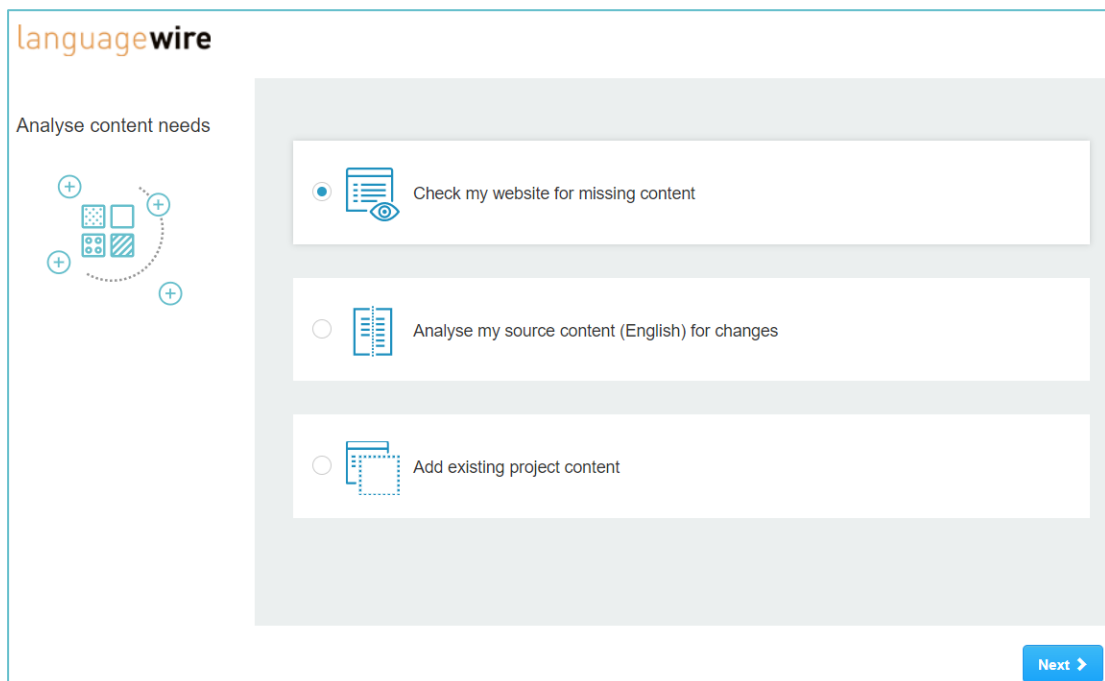 languagewire
Analyse content needs
Check my website for missing content
Analyse my source content (English) for changes
Add existing project content
Next